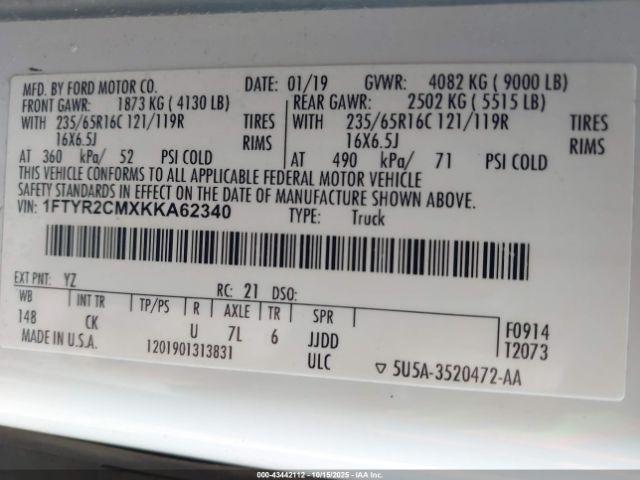 MFD. BY FORD MOTOR CO. DATE: 01/19 GVWR: 4082 KG ( 9000 LB)
FRONT GAWR: 1873 KG ( 4130 LB) REAR GAWR: 2502 KG ( 5515 LB)
WITH 235/65R16C 121/119R TIRES WITH 235/65R16C 121/119R TIRES
16X6.5J RIMS 16X6.5J RIMS
AT 360 kPa/ 52 PSI COLD AT 490 kPa/ 71 PSI COLD
THIS VEHICLE CONFORMS TO ALL APPLICABLE FEDERAL MOTOR VEHICLE
SAFETY STANDARDS IN EFFECT ON THE DATE OF MANUFACTURE SHOWN ABOVE.
VIN: 1FTYR2CMXKKA62340 TYPE: Truck
EXT PNT: YZ RC: 21 DSO:
WB INT TR TP/PS R AXLE TR SPR F0914
148 CK U 7L 6 JJDD T2073
MADE IN U.S.A. 1201901313831 ULC ▽ 5U5A-3520472-AA
000-43442112 - 10/15/2025 - IAA Inc.